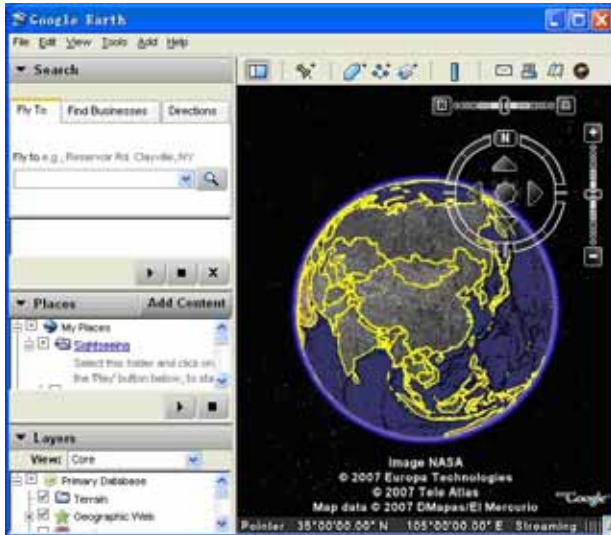 Google Earth
File Edit View Tools Add Help
Search
Fly To Find Businesses Directions
Fly to e.g., Reservoir Rd, Clayville, NY
Places Add Content
My Places
Sightseeing
Select this folder and click on
the 'Play' button below, to sta
Layers
View: Core
Primary Database
Terrain
Geographic Web
N
Image NASA
© 2007 Europa Technologies
© 2007 Tele Atlas
Map data © 2007 DMapas/El Mercurio
Google
Pointer 35°00'00.00" N 105°00'00.00" E Streaming